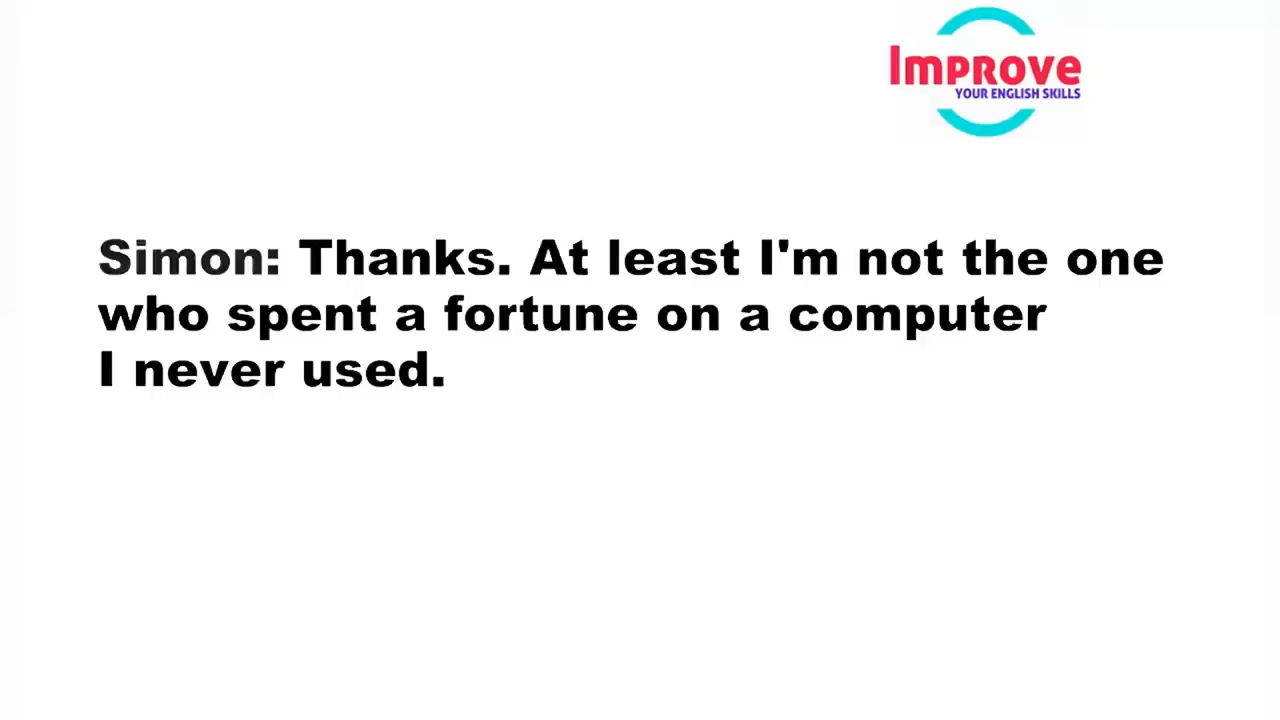 Improve
YOUR ENGLISH SKILLS
Simon: Thanks. At least I'm not the one
who spent a fortune on a computer
I never used.